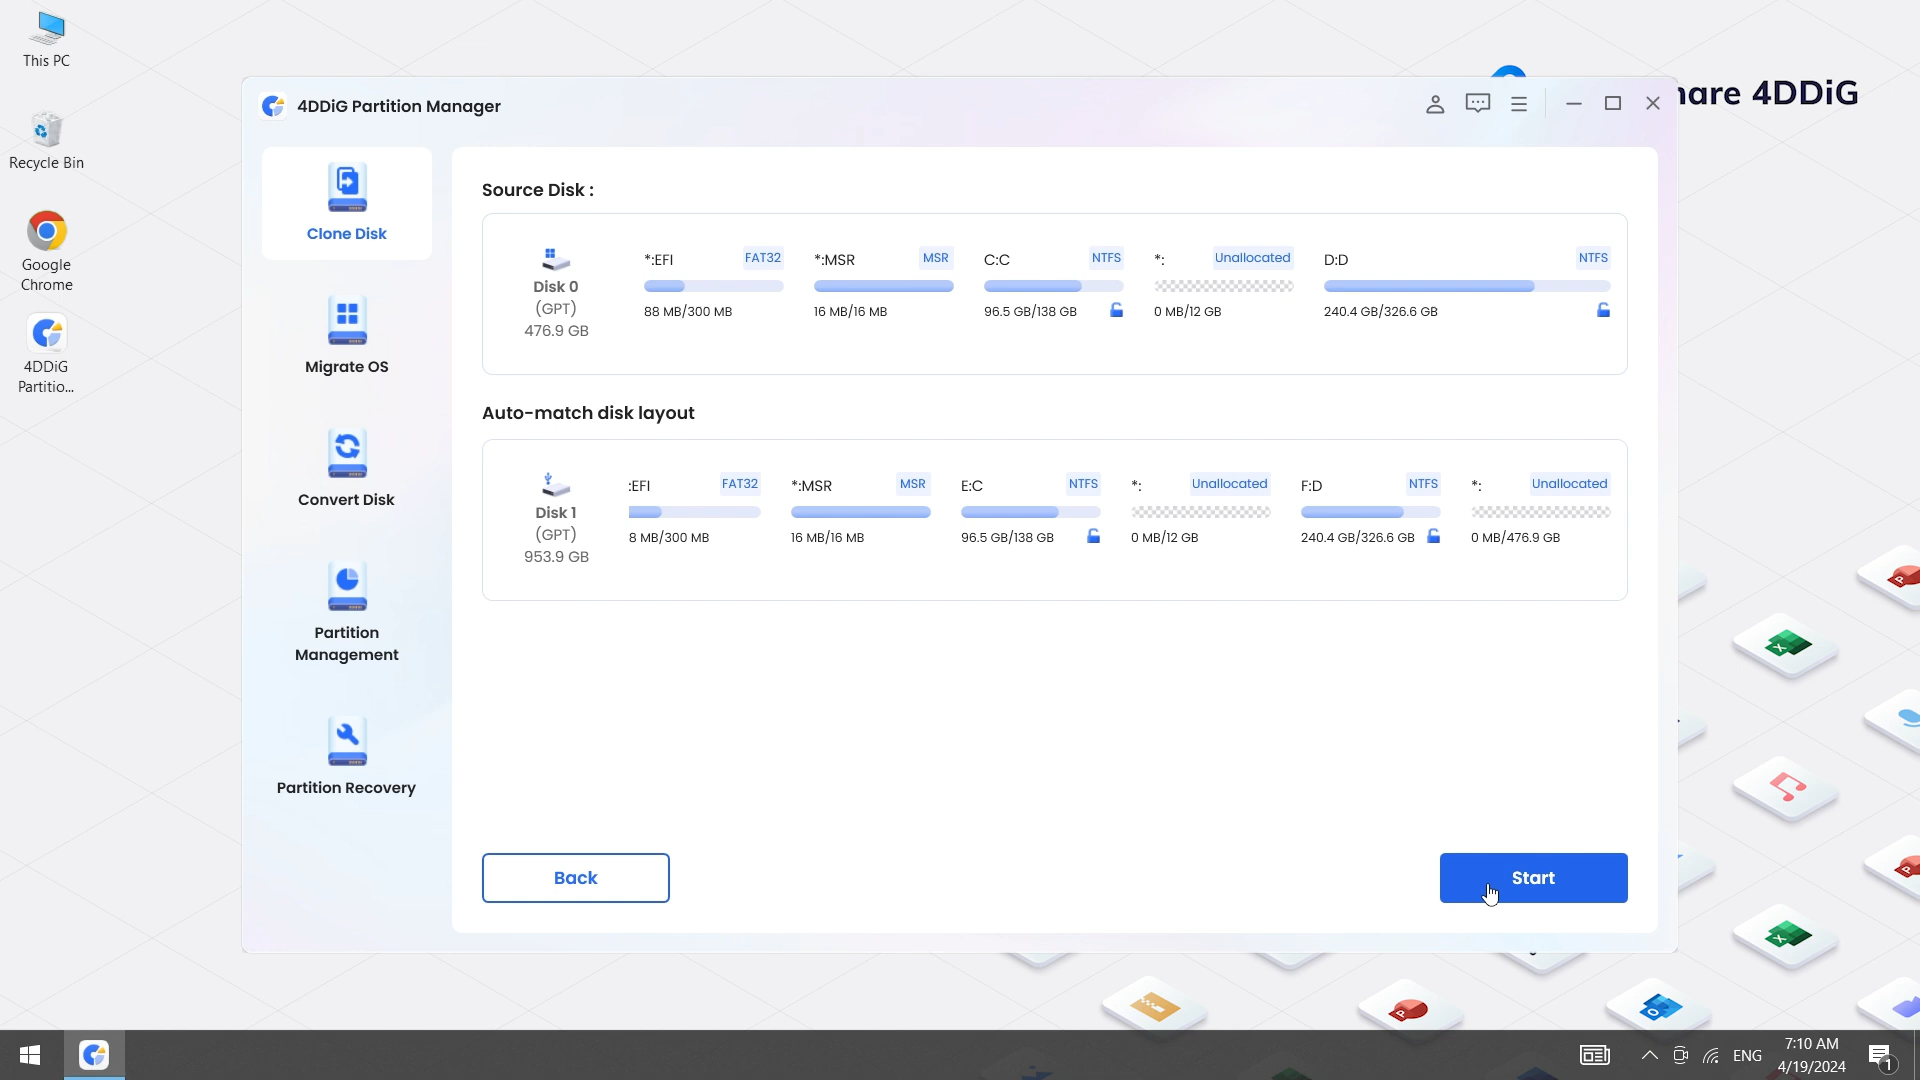 This PC
Recycle Bin
Google
Chrome
4DDiG
Partitio...
4DDiG Partition Manager
hare 4DDiG
Clone Disk
Migrate OS
Convert Disk
Partition
Management
Partition Recovery
Source Disk :
Disk 0
(GPT)
476.9 GB
*:EFI FAT32
88 MB/300 MB
*:MSR MSR
16 MB/16 MB
C:C NTFS
96.5 GB/138 GB
*: Unallocated
0 MB/12 GB
D:D NTFS
240.4 GB/326.6 GB
Auto-match disk layout
Disk 1
(GPT)
953.9 GB
:EFI FAT32
8 MB/300 MB
*:MSR MSR
16 MB/16 MB
E:C NTFS
96.5 GB/138 GB
*: Unallocated
0 MB/12 GB
F:D NTFS
240.4 GB/326.6 GB
*: Unallocated
0 MB/476.9 GB
Back
Start
ENG
7:10 AM
4/19/2024
1